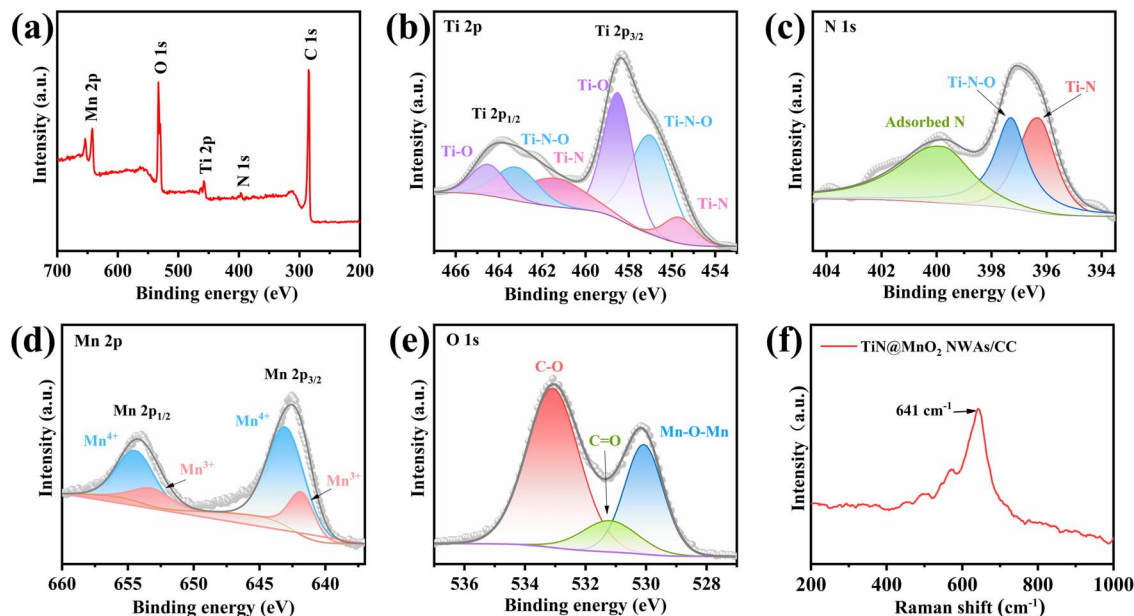 (a)
Mn 2p
O 1s
Ti 2p
N 1s
C 1s
Intensity (a.u.)
700 600 500 400 300 200
Binding energy (eV)
(b)
Ti 2p
Ti 2p3/2
Ti-O
Ti 2p1/2
Ti-N-O
Ti-N-O
Ti-O
Ti-N
Ti-N
Intensity (a.u.)
466 464 462 460 458 456 454
Binding energy (eV)
(c)
N 1s
Ti-N-O
Ti-N
Adsorbed N
Intensity (a.u.)
404 402 400 398 396 394
Binding energy (eV)
(d)
Mn 2p
Mn 2p3/2
Mn 2p1/2
Mn4+
Mn4+
Mn3+
Mn3+
Intensity (a.u.)
660 655 650 645 640
Binding energy (eV)
(e)
O 1s
C-O
C=O
Mn-O-Mn
Intensity (a.u.)
536 534 532 530 528
Binding energy (eV)
(f)
TiN@MnO2 NWAs/CC
641 cm-1
Intensity (a.u.)
200 400 600 800 1000
Raman shift (cm-1)